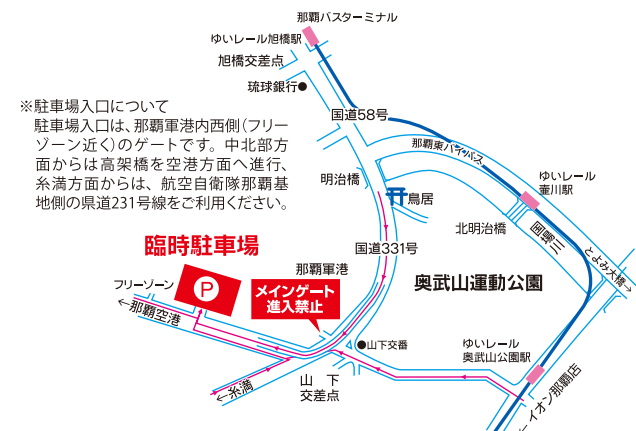 那覇バスターミナル
ゆいレール旭橋駅
旭橋交差点
琉球銀行
国道58号
※駐車場入口について
駐車場入口は、那覇軍港内西側（フリー
ゾーン近く）のゲートです。中北部方
面からは高架橋を空港方面へ進行、
糸満方面からは、航空自衛隊那覇基
地側の県道231号線をご利用ください。
那覇東バイパス
ゆいレール
壷川駅
明治橋
鳥居
北明治橋
国場川
とよみ大橋→
国道331号
臨時駐車場
那覇軍港
奥武山運動公園
フリーゾーン
P
メインゲート
進入禁止
←那覇空港
山下交番
ゆいレール
奥武山公園駅
←糸満
山下
交差点
←イオン那覇店